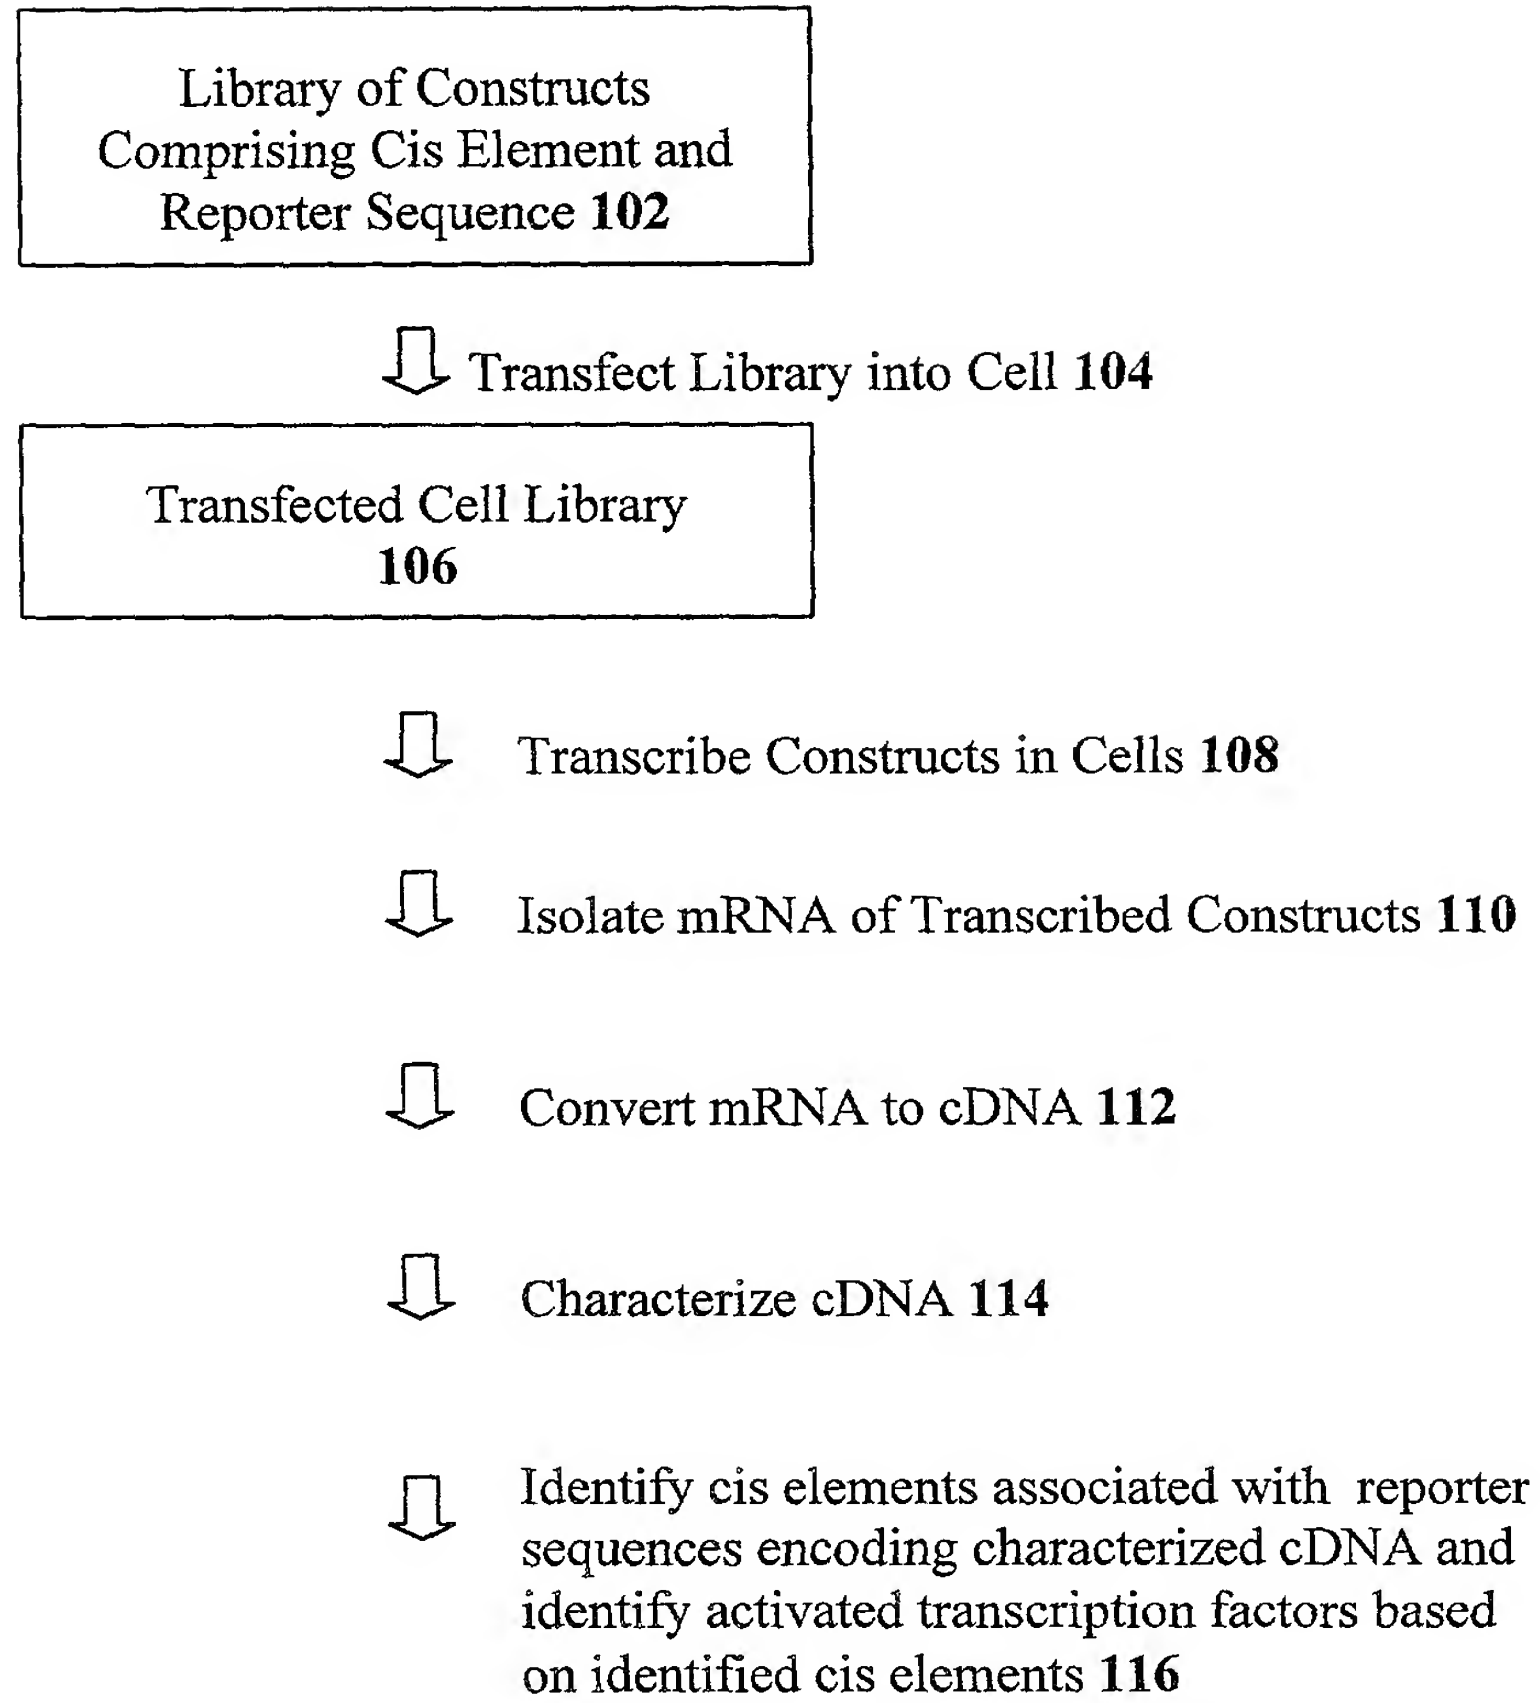 Library of Constructs
Comprising Cis Element and
Reporter Sequence 102
Transfect Library into Cell 104
Transfected Cell Library
106
Transcribe Constructs in Cells 108
Isolate mRNA of Transcribed Constructs 110
Convert mRNA to cDNA 112
Characterize cDNA 114
Identify cis elements associated with reporter
sequences encoding characterized cDNA and
identify activated transcription factors based
on identified cis elements 116